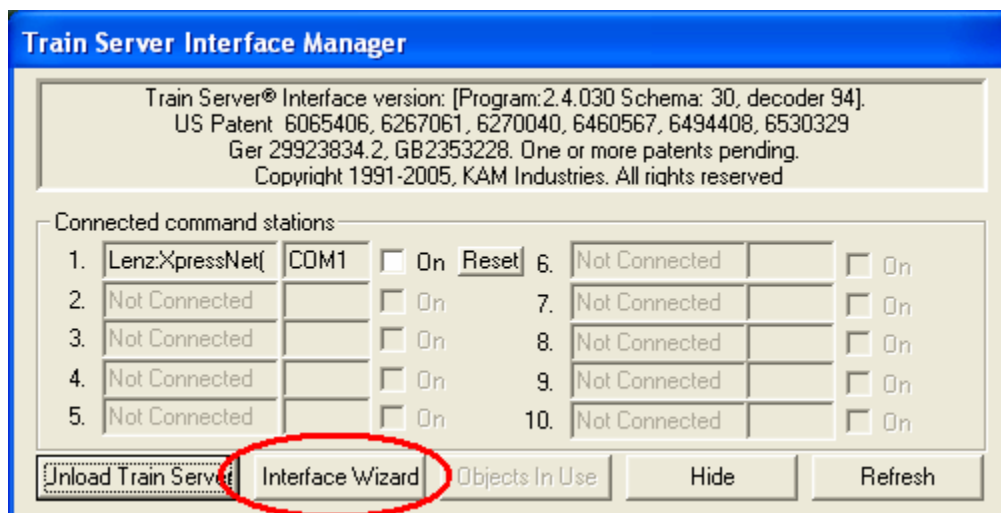 Train Server Interface Manager
Train Server® Interface version: [Program:2.4.030 Schema: 30, decoder 94].
US Patent 6065406, 6267061, 6270040, 6460567, 6494408, 6530329
Ger 29923834.2, GB2353228. One or more patents pending.
Copyright 1991-2005, KAM Industries. All rights reserved
Connected command stations
1. Lenz:XpressNet( COM1 On Reset 6. Not Connected On
2. Not Connected On 7. Not Connected On
3. Not Connected On 8. Not Connected On
4. Not Connected On 9. Not Connected On
5. Not Connected On 10. Not Connected On
Unload Train Server Interface Wizard Objects In Use Hide Refresh